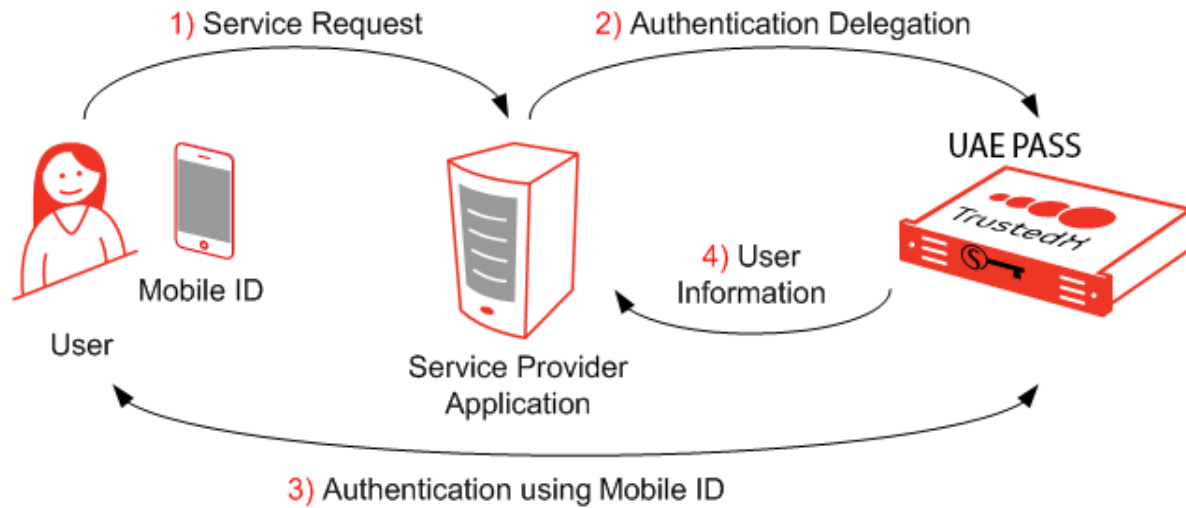 1) Service Request
2) Authentication Delegation
UAE PASS
TrustedX
S
4) User
Information
Mobile ID
User
Service Provider
Application
3) Authentication using Mobile ID